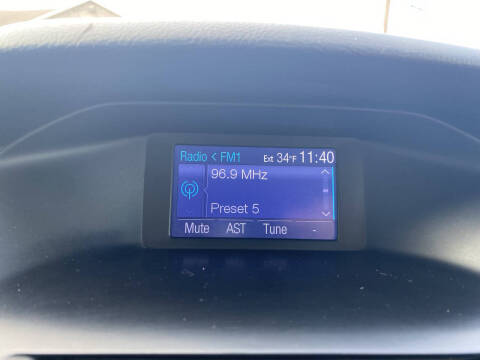 Radio < FM1 Ext 34°F 11:40
96.9 MHz
Preset 5
Mute AST Tune -